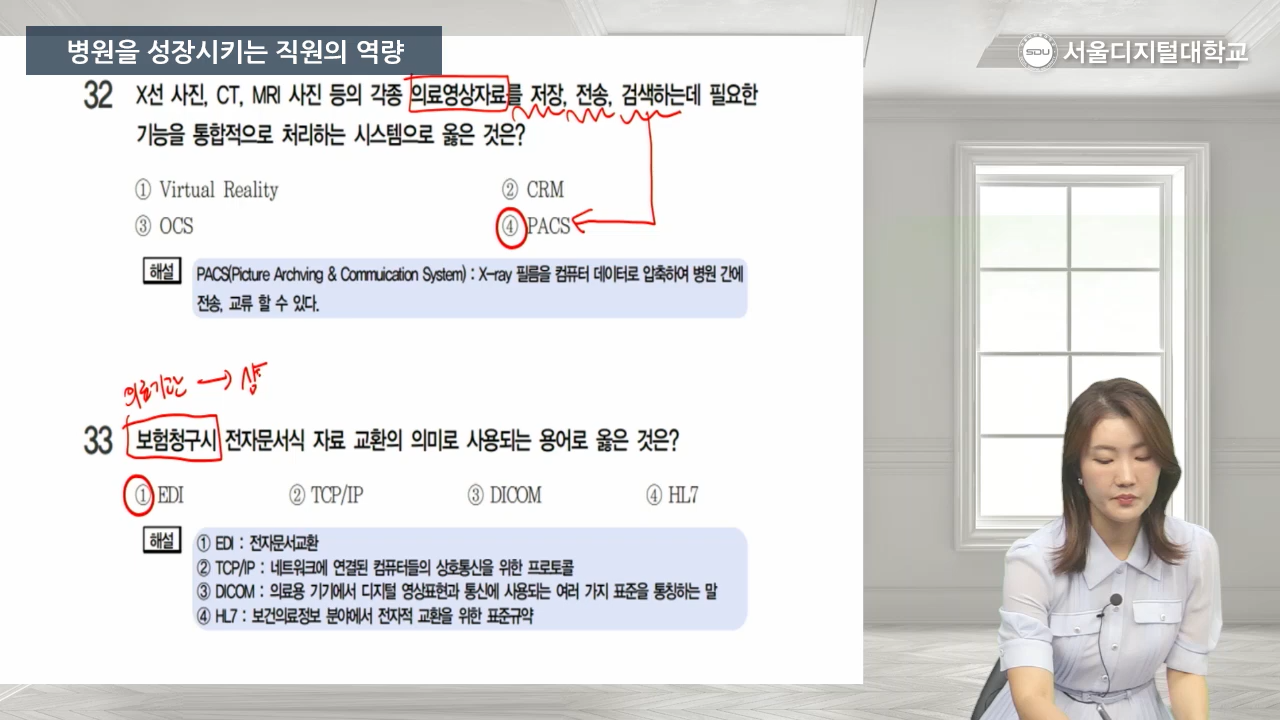 병원을 성장시키는 직원의 역량
SDU 서울디지털대학교
32 X선 사진, CT, MRI 사진 등의 각종 의료영상자료를 저장, 전송, 검색하는데 필요한
기능을 통합적으로 처리하는 시스템으로 옳은 것은?
① Virtual Reality ② CRM
③ OCS ④ PACS
해설 PACS(Picture Archving & Commuication System) : X-ray 필름을 컴퓨터 데이터로 압축하여 병원 간에
전송, 교류 할 수 있다.
의료기관 →
33 보험청구시 전자문서식 자료 교환의 의미로 사용되는 용어로 옳은 것은?
① EDI ② TCP/IP ③ DICOM ④ HL7
해설 ① EDI : 전자문서교환
② TCP/IP : 네트워크에 연결된 컴퓨터들의 상호통신을 위한 프로토콜
③ DICOM : 의료용 기기에서 디지털 영상표현과 통신에 사용되는 여러 가지 표준을 통칭하는 말
④ HL7 : 보건의료정보 분야에서 전자적 교환을 위한 표준규약